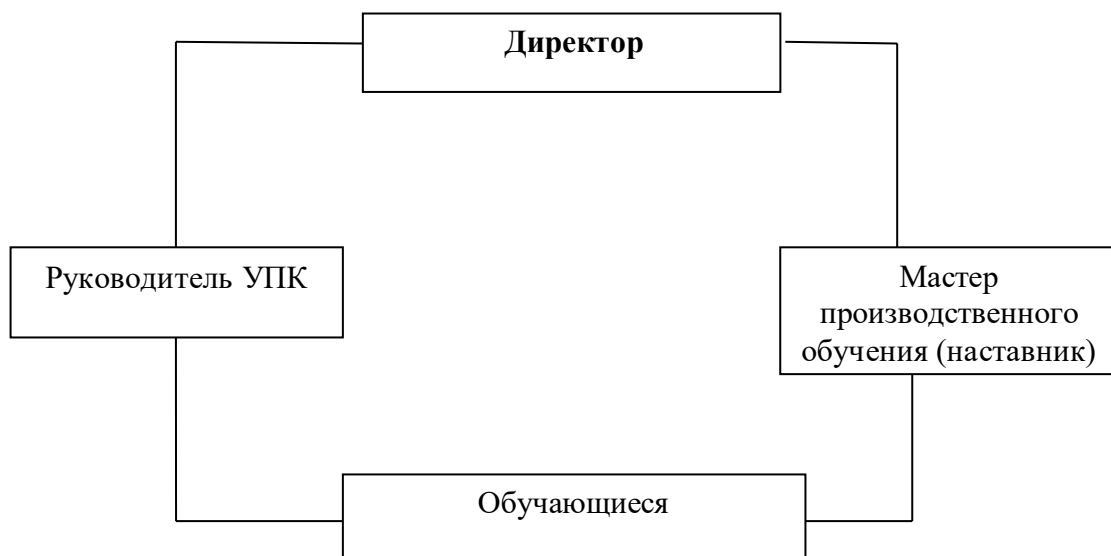 Директор
Руководитель УПК
Мастер
производственного
обучения (наставник)
Обучающиеся